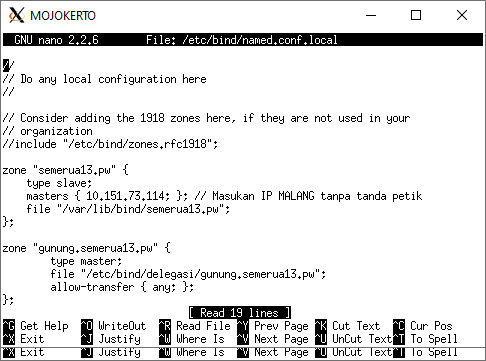 MOJOKERTO
GNU nano 2.2.6 File: /etc/bind/named.conf.local
//
// Do any local configuration here
//
// Consider adding the 1918 zones here, if they are not used in your
// organization
//include "/etc/bind/zones.rfc1918";
zone "semerua13.pw" {
    type slave;
    masters { 10.151.73.114; }; // Masukan IP MALANG tanpa tanda petik
    file "/var/lib/bind/semerua13.pw";
};
zone "gunung.semerua13.pw" {
        type master;
        file "/etc/bind/delegasi/gunung.semerua13.pw";
        allow-transfer { any; };
};
[ Read 19 lines ]
^G Get Help ^O WriteOut ^R Read File ^Y Prev Page ^K Cut Text ^C Cur Pos
^X Exit ^J Justify ^W Where Is ^V Next Page ^U UnCut Text ^T To Spell
^X Exit ^J Justify ^W Where Is ^V Next Page ^U UnCut Text ^T To Spell